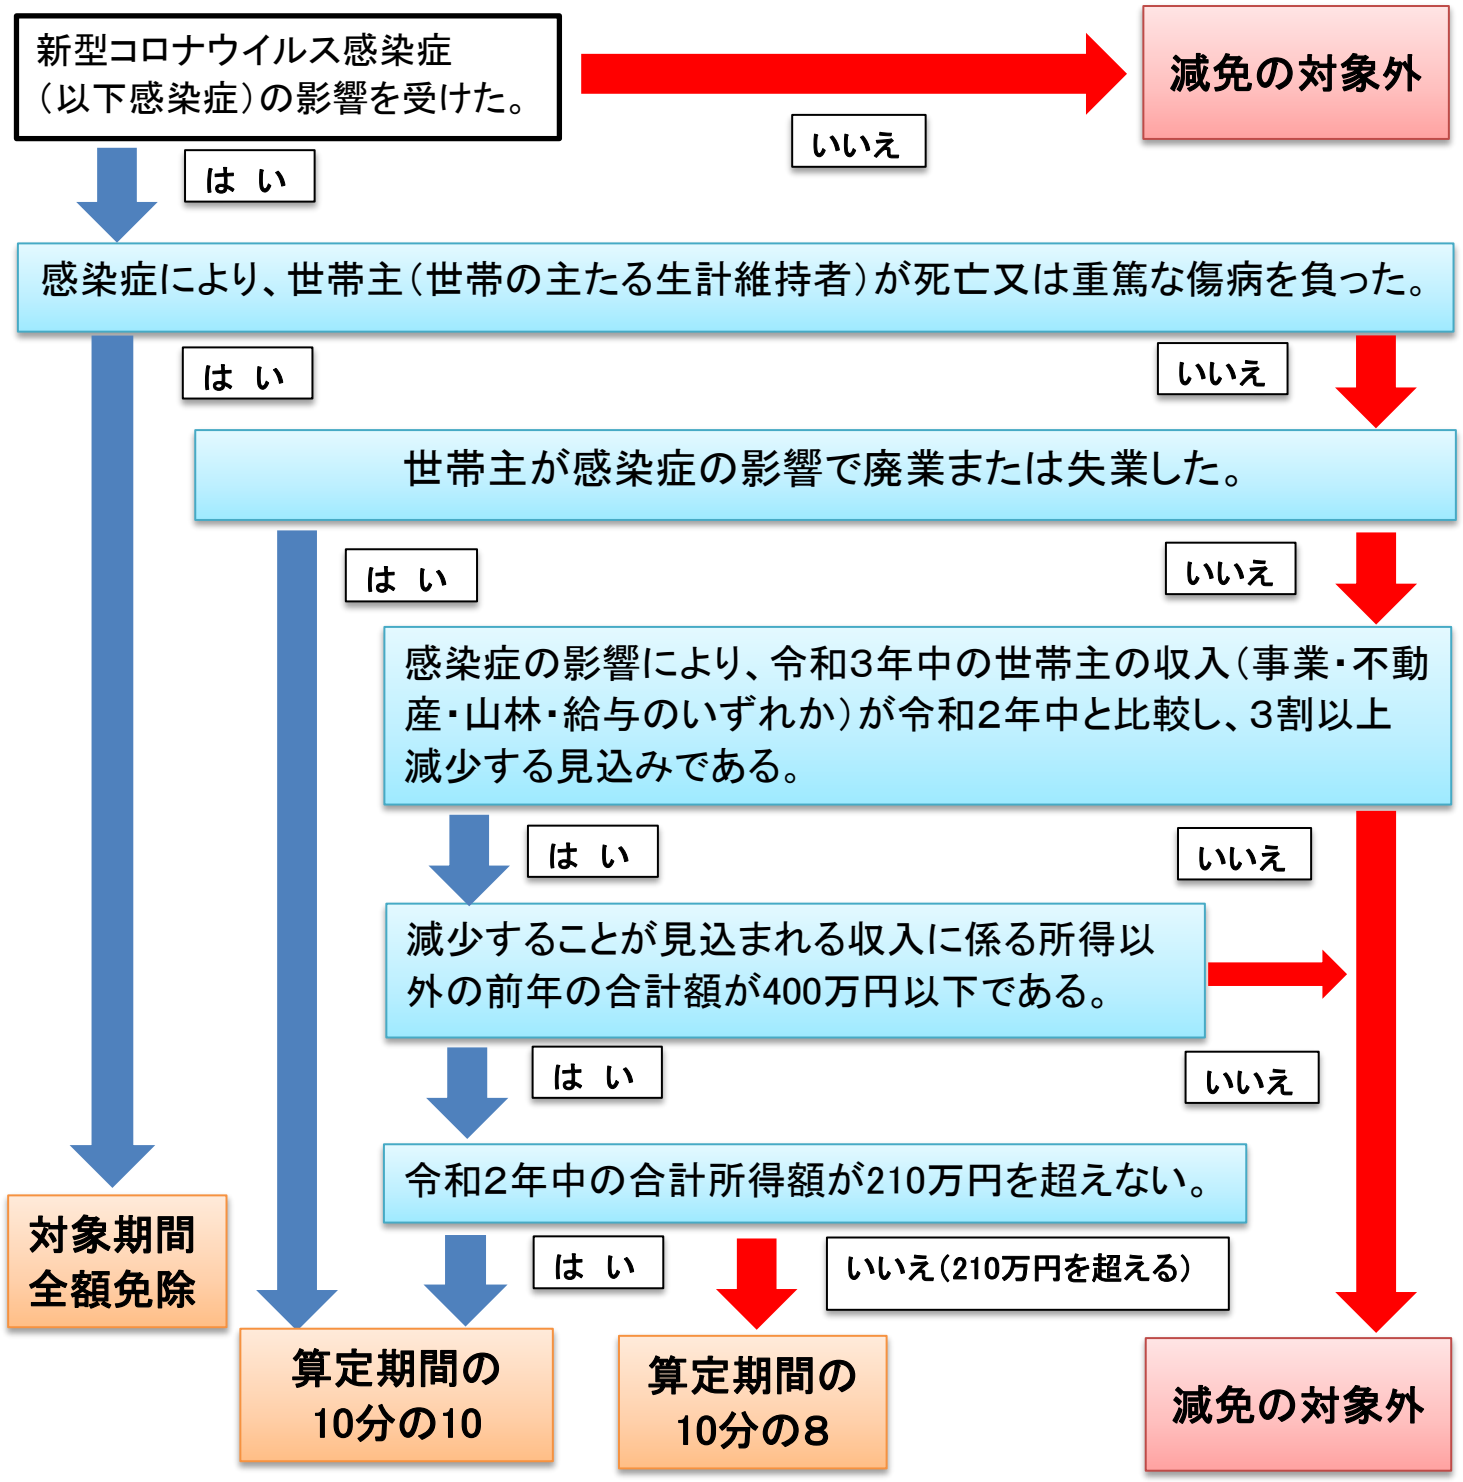 新型コロナウイルス感染症
（以下感染症）の影響を受けた。
減免の対象外
いいえ
は　い
感染症により、世帯主（世帯の主たる生計維持者）が死亡又は重篤な傷病を負った。
は　い
いいえ
世帯主が感染症の影響で廃業または失業した。
は　い
いいえ
感染症の影響により、令和３年中の世帯主の収入（事業・不動
産・山林・給与のいずれか）が令和２年中と比較し、３割以上
減少する見込みである。
は　い
いいえ
減少することが見込まれる収入に係る所得以
外の前年の合計額が400万円以下である。
は　い
いいえ
令和２年中の合計所得額が210万円を超えない。
は　い
いいえ（210万円を超える）
対象期間
全額免除
算定期間の
10分の10
算定期間の
10分の８
減免の対象外